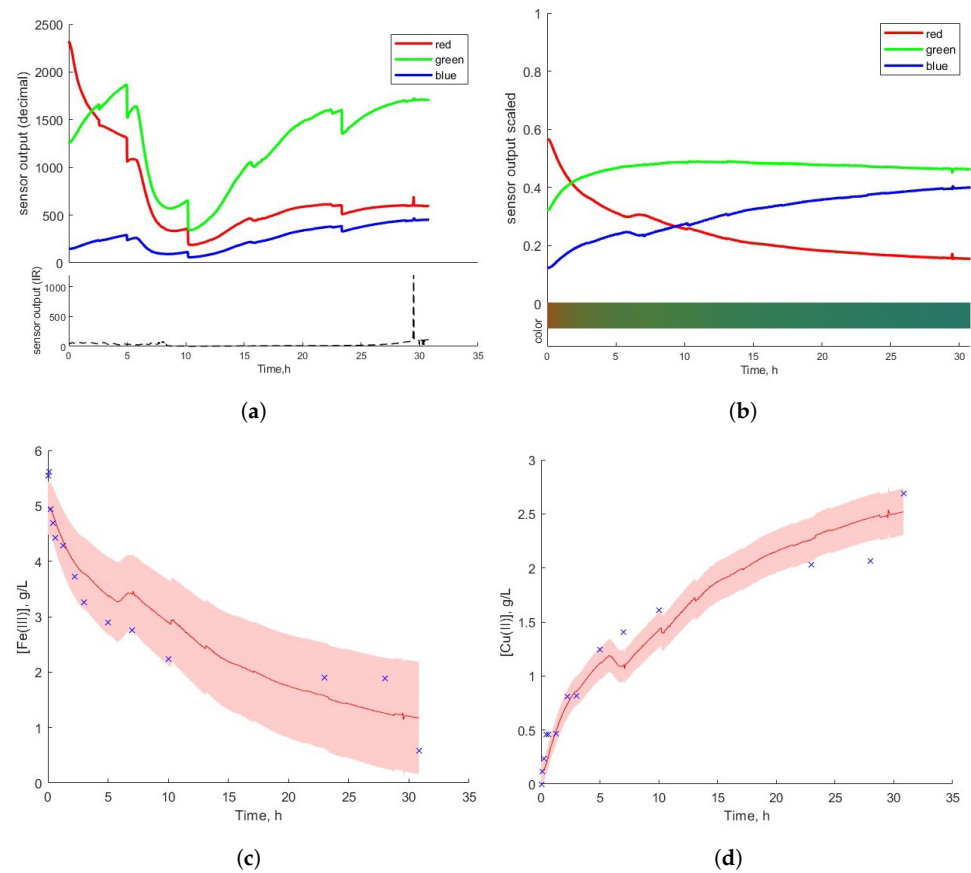 2500
2000
1500
1000
500
0
sensor output (decimal)
red
green
blue
1000
500
0
sensor output (IR)
0 5 10 15 20 25 30 35
Time,h
(a)
1
0.8
0.6
0.4
0.2
0
sensor output scaled
red
green
blue
color
0 5 10 15 20 25 30
Time, h
(b)
6
5
4
3
2
1
0
[Fe(III)], g/L
0 5 10 15 20 25 30 35
Time, h
(c)
3
2.5
2
1.5
1
0.5
0
[Cu(II)], g/L
0 5 10 15 20 25 30 35
Time, h
(d)